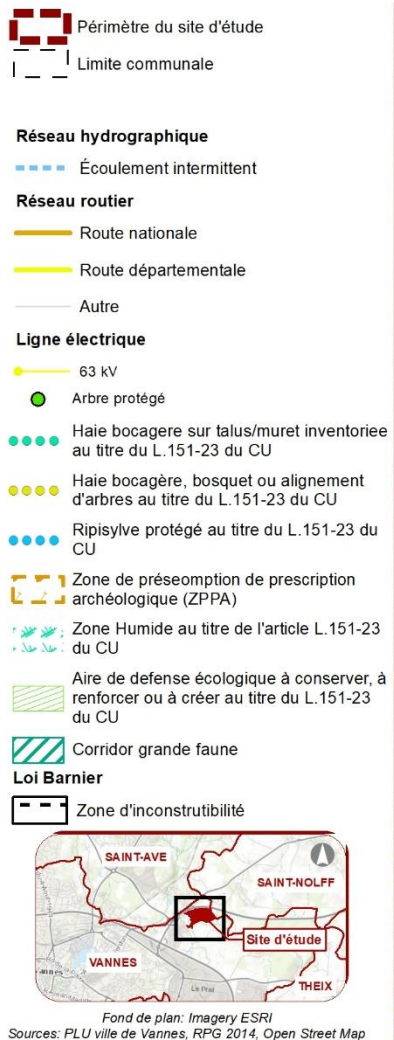 Périmètre du site d'étude
Limite communale
Réseau hydrographique
Écoulement intermittent
Réseau routier
Route nationale
Route départementale
Autre
Ligne électrique
63 kV
Arbre protégé
Haie bocagere sur talus/muret inventoriee
au titre du L.151-23 du CU
Haie bocagère, bosquet ou alignement
d'arbres au titre du L.151-23 du CU
Ripisylve protégé au titre du L.151-23 du
CU
Zone de préseomption de prescription
archéologique (ZPPA)
Zone Humide au titre de l'article L.151-23
du CU
Aire de defense écologique à conserver, à
renforcer ou à créer au titre du L.151-23
du CU
Corridor grande faune
Loi Barnier
Zone d'inconstrutibilité
SAINT-AVE
SAINT-NOLFF
Site d'étude
VANNES
Vannes
Le Prat
THEIX
Fond de plan: Imagery ESRI
Sources: PLU ville de Vannes, RPG 2014, Open Street Map